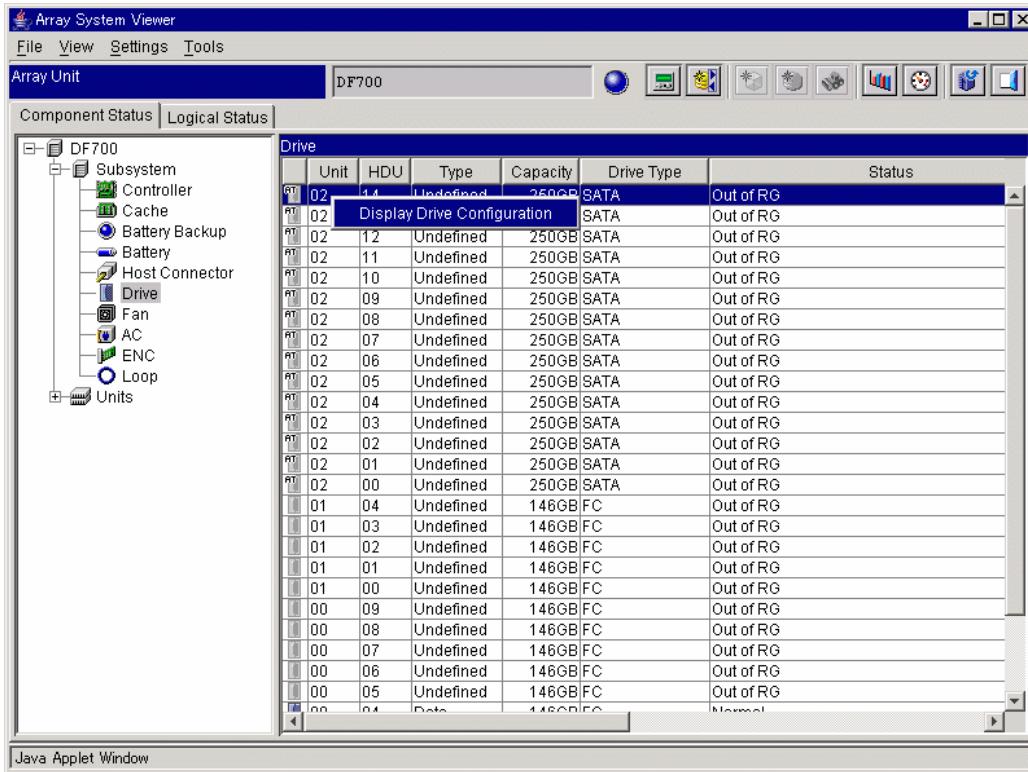 Array System Viewer
File View Settings Tools
Array Unit DF700
Component Status Logical Status
DF700
Subsystem
Controller
Cache
Battery Backup
Battery
Host Connector
Drive
Fan
AC
ENC
Loop
Units
Drive
Unit HDU Type Capacity Drive Type Status
02 14 Undefined 250GB SATA Out of RG
Display Drive Configuration
02 SATA Out of RG
02 12 Undefined 250GB SATA Out of RG
02 11 Undefined 250GB SATA Out of RG
02 10 Undefined 250GB SATA Out of RG
02 09 Undefined 250GB SATA Out of RG
02 08 Undefined 250GB SATA Out of RG
02 07 Undefined 250GB SATA Out of RG
02 06 Undefined 250GB SATA Out of RG
02 05 Undefined 250GB SATA Out of RG
02 04 Undefined 250GB SATA Out of RG
02 03 Undefined 250GB SATA Out of RG
02 02 Undefined 250GB SATA Out of RG
02 01 Undefined 250GB SATA Out of RG
02 00 Undefined 250GB SATA Out of RG
01 04 Undefined 146GB FC Out of RG
01 03 Undefined 146GB FC Out of RG
01 02 Undefined 146GB FC Out of RG
01 01 Undefined 146GB FC Out of RG
01 00 Undefined 146GB FC Out of RG
00 09 Undefined 146GB FC Out of RG
00 08 Undefined 146GB FC Out of RG
00 07 Undefined 146GB FC Out of RG
00 06 Undefined 146GB FC Out of RG
00 05 Undefined 146GB FC Out of RG
00 04 Data 146GB FC Normal
Java Applet Window